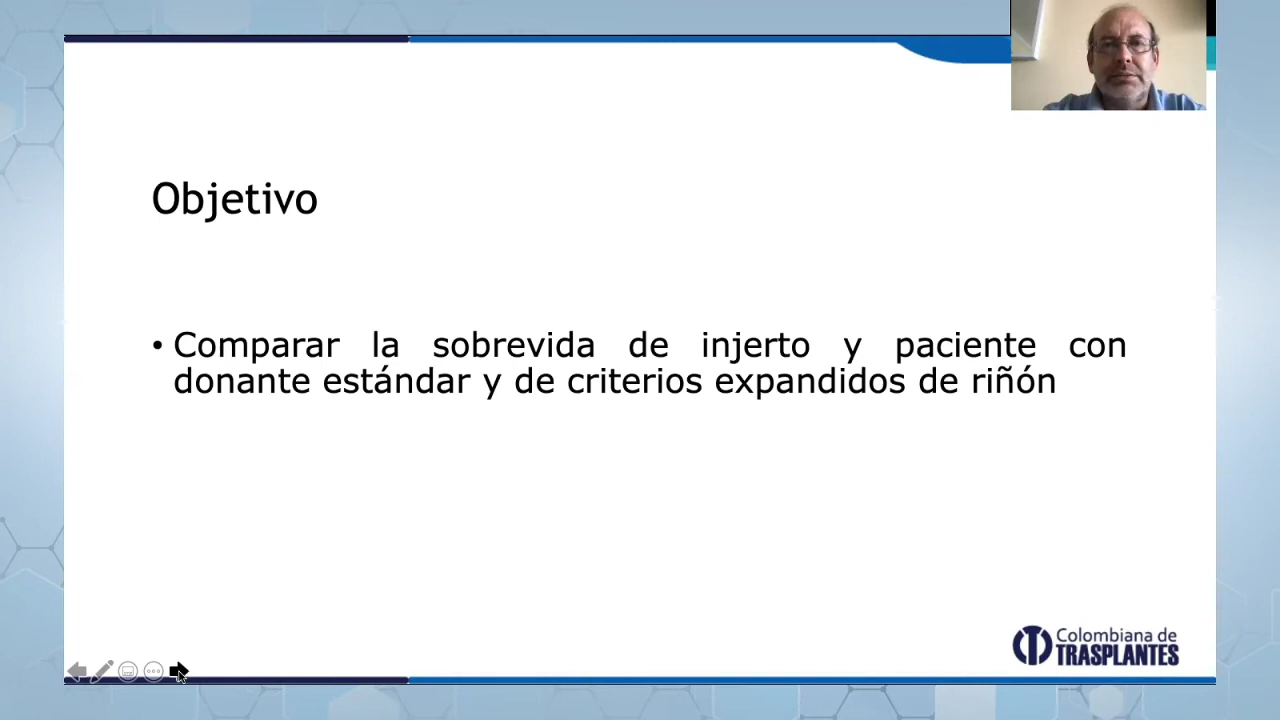 Objetivo
• Comparar la sobrevida de injerto y paciente con
donante estándar y de criterios expandidos de riñón
Colombiana de
TRASPLANTES